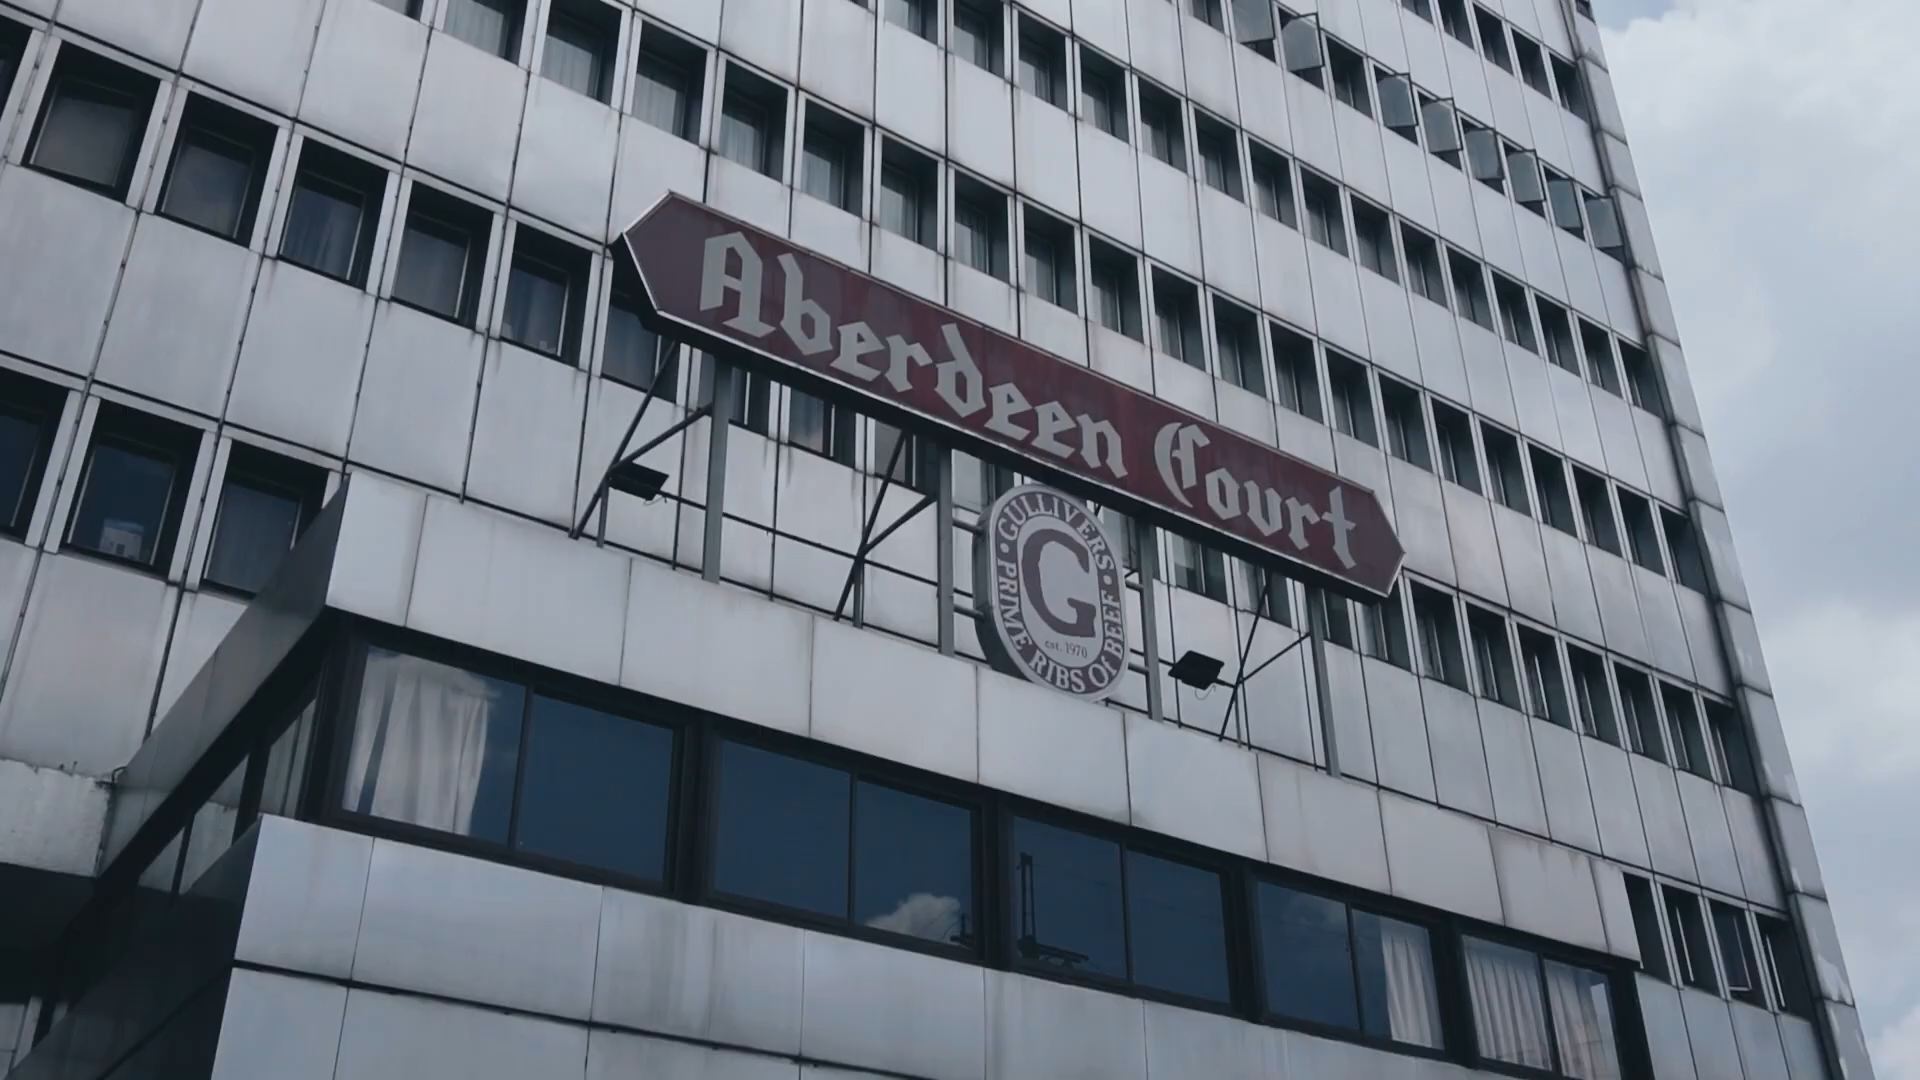 Aberdeen Court
GULLIVERS
G
est. 1970
PRIME RIBS Of BEEF